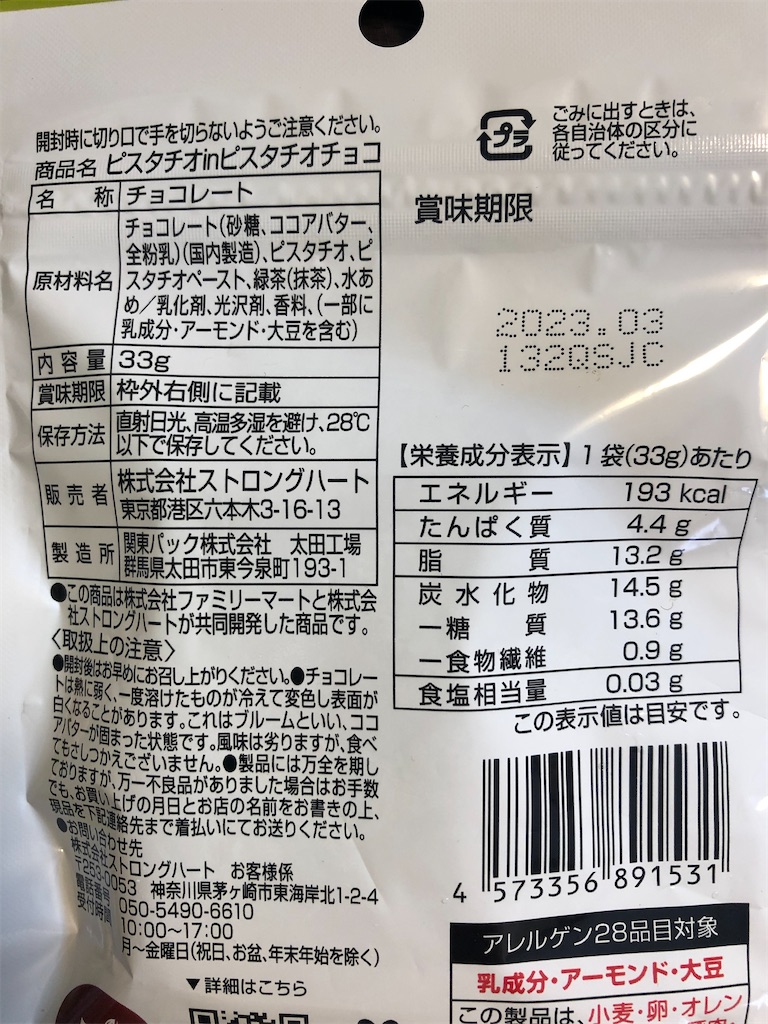 開封時に切り口で手を切らないようご注意ください。
商品名 ピスタチオinピスタチオチョコ
名称 チョコレート
原材料名 チョコレート(砂糖、ココアバター、
全粉乳)(国内製造)、ピスタチオ、ピ
スタチオペースト、緑茶(抹茶)、水あ
め/乳化剤、光沢剤、香料、(一部に
乳成分・アーモンド・大豆を含む)
内容量 33g
賞味期限 枠外右側に記載
保存方法 直射日光、高温多湿を避け、28℃
以下で保存してください。
販売者 株式会社ストロングハート
東京都港区六本木3-16-13
製造所 関東パック株式会社 太田工場
群馬県太田市東今泉町193-1
●この商品は株式会社ファミリーマートと株式会
社ストロングハートが共同開発した商品です。
〈取扱上の注意〉
●開封後はお早めにお召し上がりください。●チョコレー
トは熱に弱く、一度溶けたものが冷えて変色し表面が
白くなることがあります。これはブルームといい、ココ
アバターが固まった状態です。風味は劣りますが、食べ
てもさしつかえございません。●製品には万全を期し
ておりますが、万一不良品がありました場合はお手数
でも、お買い上げの月日とお店の名前をお書きの上、
現品を下記連絡先まで着払いにてお送りください。
●お問い合わせ先
株式会社ストロングハート お客様係
〒253-0053 神奈川県茅ヶ崎市東海岸北1-2-4
電話番号 050-5490-6610
受付時間 10:00~17:00
月~金曜日(祝日、お盆、年末年始を除く)
▼詳細はこちら
プラ
ごみに出すときは、
各自治体の区分に
従ってください。
賞味期限
2023.03
132QSJC
【栄養成分表示】1袋(33g)あたり
エネルギー 193 kcal
たんぱく質 4.4 g
脂質 13.2 g
炭水化物 14.5 g
-糖質 13.6 g
-食物繊維 0.9 g
食塩相当量 0.03 g
この表示値は目安です。
4 573356 891531
アレルゲン28品目対象
乳成分・アーモンド・大豆
この製品は、小麦・卵・オレン